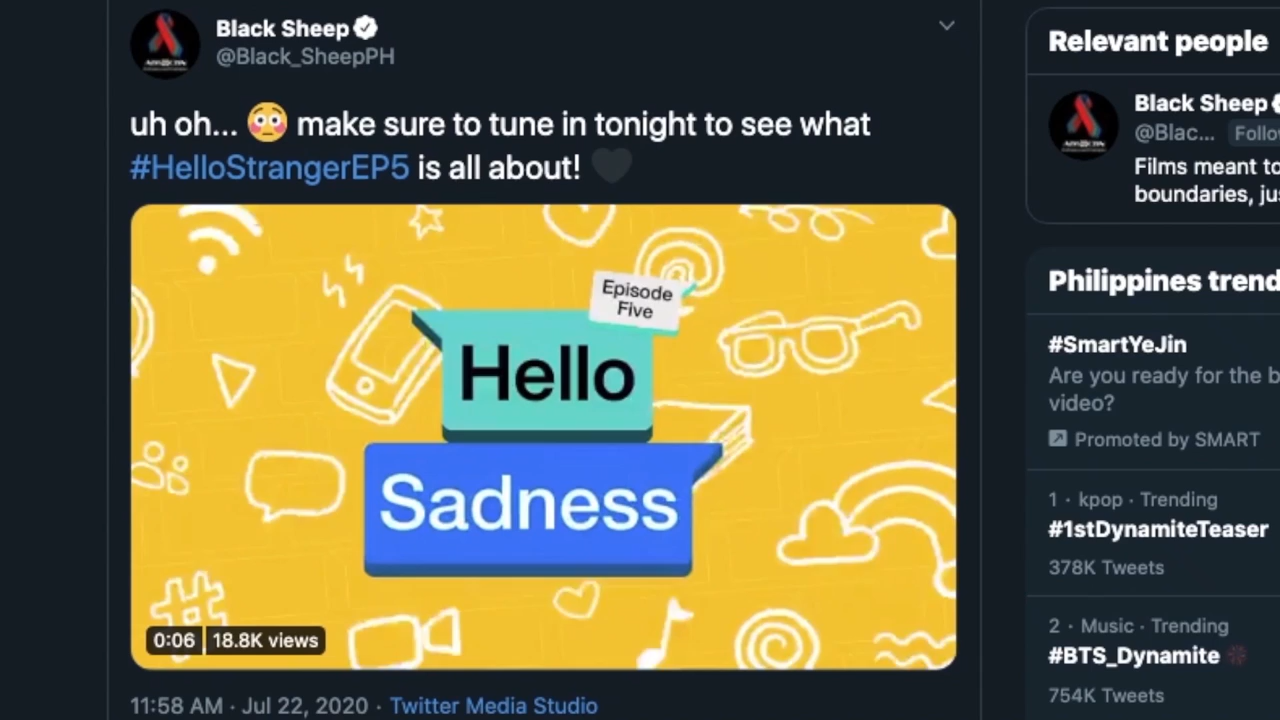 Black Sheep
@Black_SheepPH
uh oh... 😳 make sure to tune in tonight to see what
#HelloStrangerEP5 is all about! 🖤
Episode
Five
Hello
Sadness
0:06 18.8K views
11:58 AM · Jul 22, 2020 · Twitter Media Studio
Relevant people
Black Sheep
@Blac...
Films meant to
boundaries,
Philippines
#SmartYeJin
Are you ready for the
video?
Promoted by SMART
1 · kpop · Trending
#1stDynamiteTeaser
378K Tweets
2 · Music · Trending
#BTS_Dynamite
754K Tweets